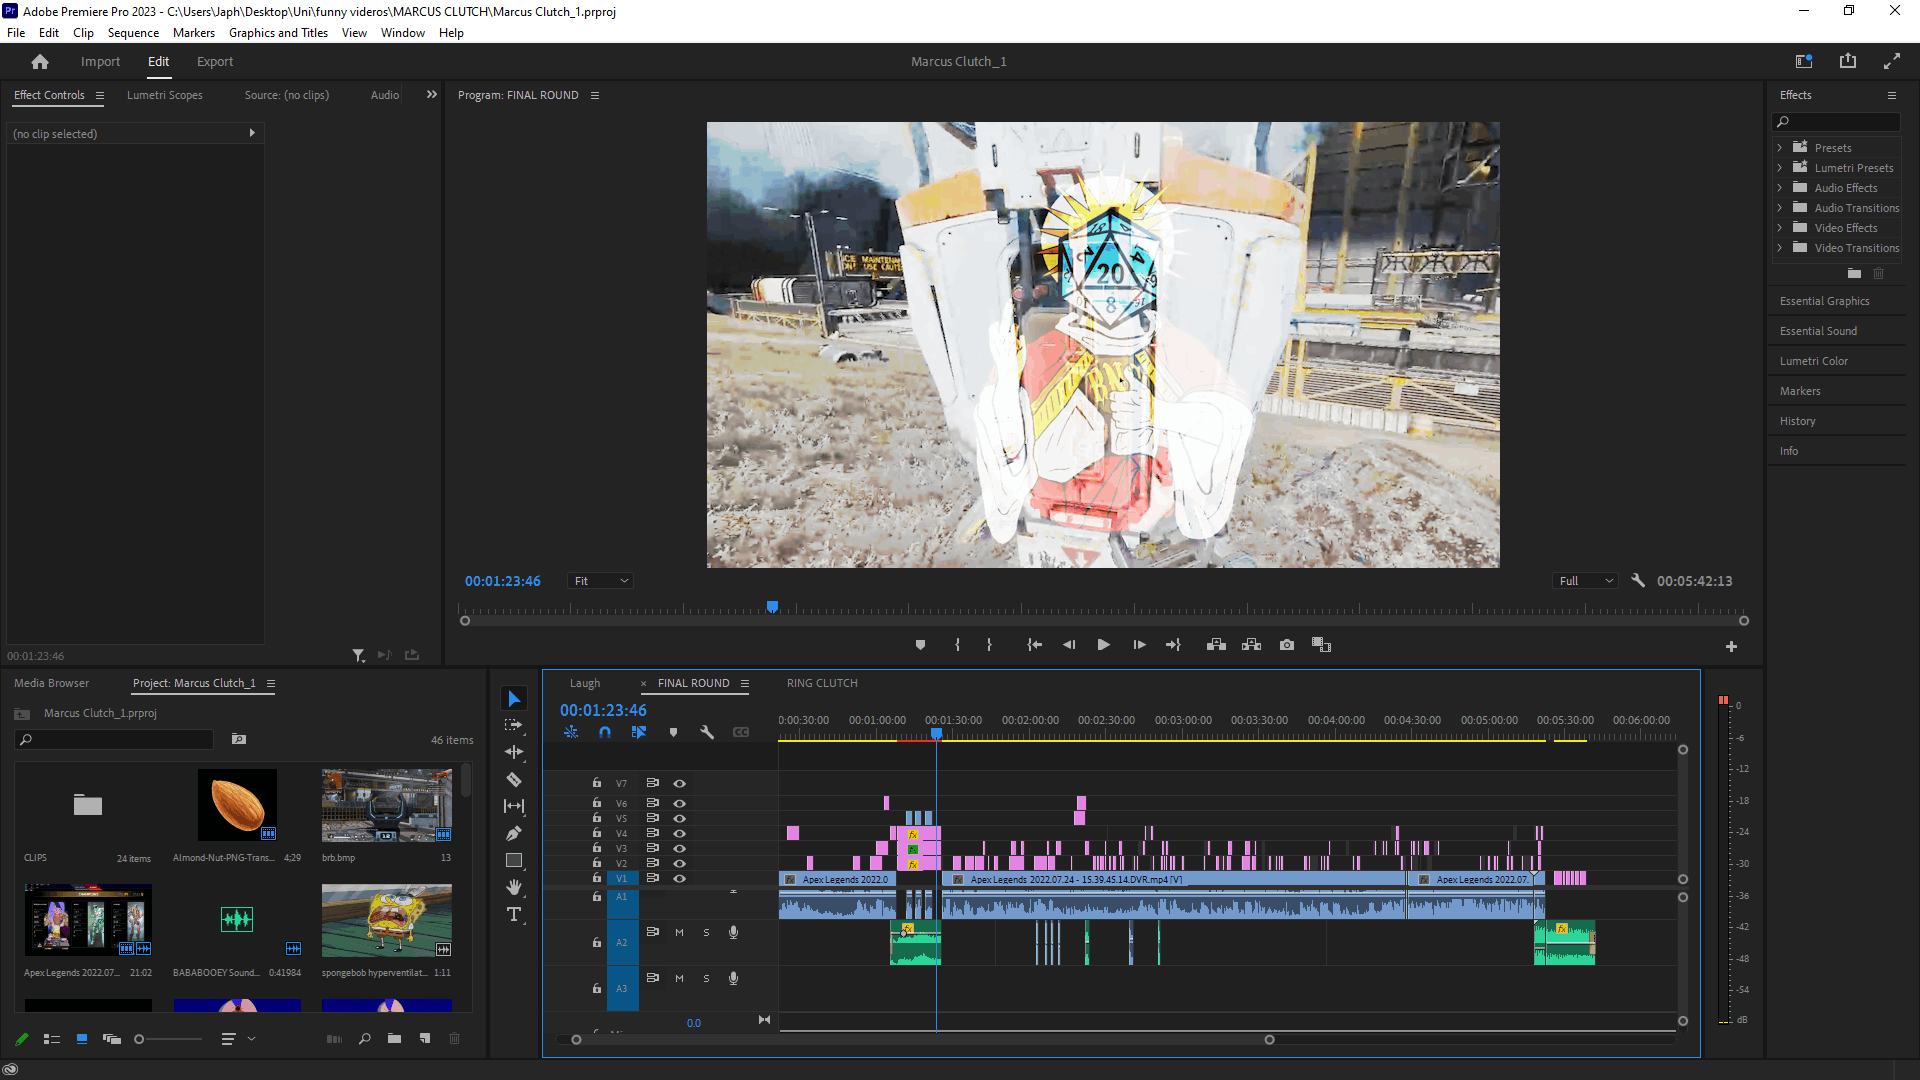 Adobe Premiere Pro 2023 - C:\Users\Japh\Desktop\Uni\funny videros\MARCUS CLUTCH\Marcus Clutch_1.prproj
File Edit Clip Sequence Markers Graphics and Titles View Window Help
Import Edit Export Marcus Clutch_1
Effect Controls Lumetri Scopes Source: (no clips) Audio
(no clip selected)
00:01:23:46
Program: FINAL ROUND
20
8
00:01:23:46 Fit Full 00:05:42:13
Effects
Presets
Lumetri Presets
Audio Effects
Audio Transitions
Video Effects
Video Transitions
Essential Graphics
Essential Sound
Lumetri Color
Markers
History
Info
Media Browser Project: Marcus Clutch_1
Marcus Clutch_1.prproj
46 items
CLIPS 24 items
Almond-Nut-PNG-Trans... 4;29
brb.bmp 13
Apex Legends 2022.07... 21:02
BABABOOEY Sound... 0:41984
spongebob hyperventilat... 1:11
Laugh × FINAL ROUND RING CLUTCH
00:01:23:46
0:00:30:00 00:01:00:00 00:01:30:00 00:02:00:00 00:02:30:00 00:03:00:00 00:03:30:00 00:04:00:00 00:04:30:00 00:05:00:00 00:05:30:00 00:06:00:00
V7
V6
V5
V4
V3
V2
V1 Apex Legends 2022.0 Apex Legends 2022.07.24 - 15.39.45.14.DVR.mp4 [V] Apex Legends 2022.07.
A1
A2 M S
A3 M S
0.0
0
-6
-12
-18
-24
-30
-36
-42
-48
-54
dB